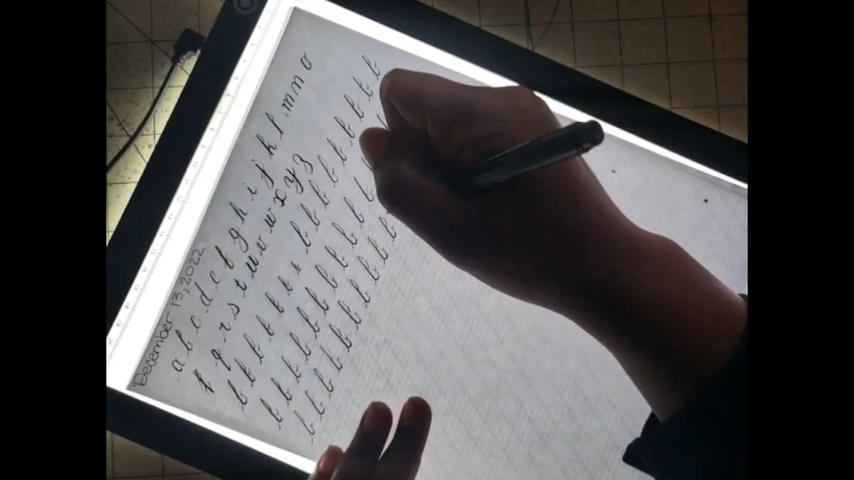 December 13, 2022
a b c d e f g h i j k l m n o
p q r s t u v w x y z
b b b b b b b b b b b b
b b b b b b b b b
b b b b b b b b b